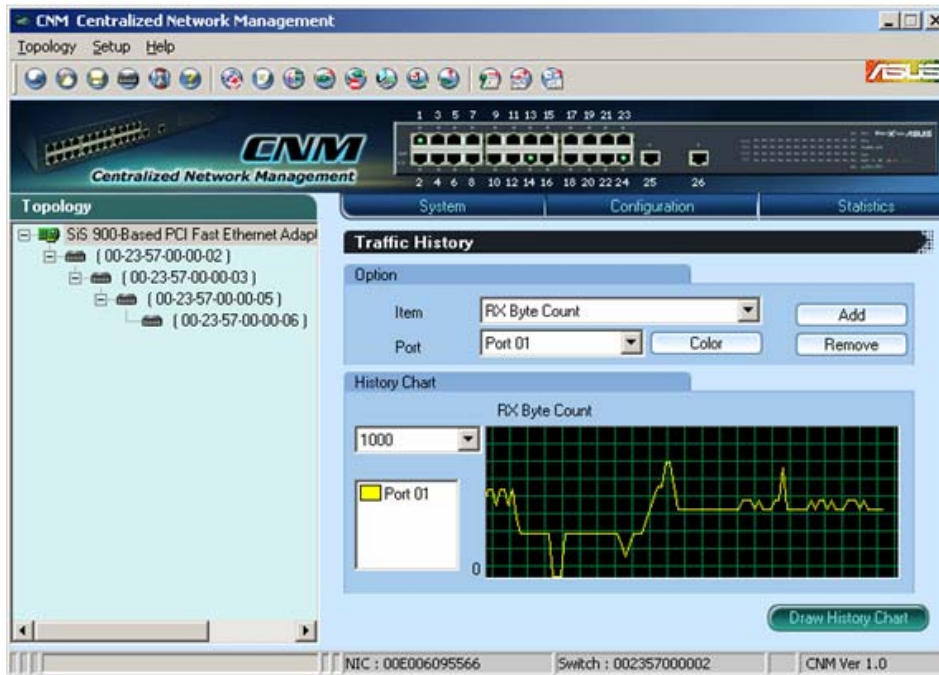 CNM Centralized Network Management
Topology Setup Help
ASUS
1 3 5 7 9 11 13 15 17 19 21 23
CNM
Centralized Network Management
2 4 6 8 10 12 14 16 18 20 22 24 25 26
Topology
System Configuration Statistics
SiS 900-Based PCI Fast Ethernet Adapt
( 00-23-57-00-00-02 )
( 00-23-57-00-00-03 )
( 00-23-57-00-00-05 )
( 00-23-57-00-00-06 )
Traffic History
Option
Item RX Byte Count Add
Port Port 01 Color Remove
History Chart
RX Byte Count
1000
Port 01
0
Draw History Chart
NIC : 00E006095566 Switch : 002357000002 CNM Ver 1.0